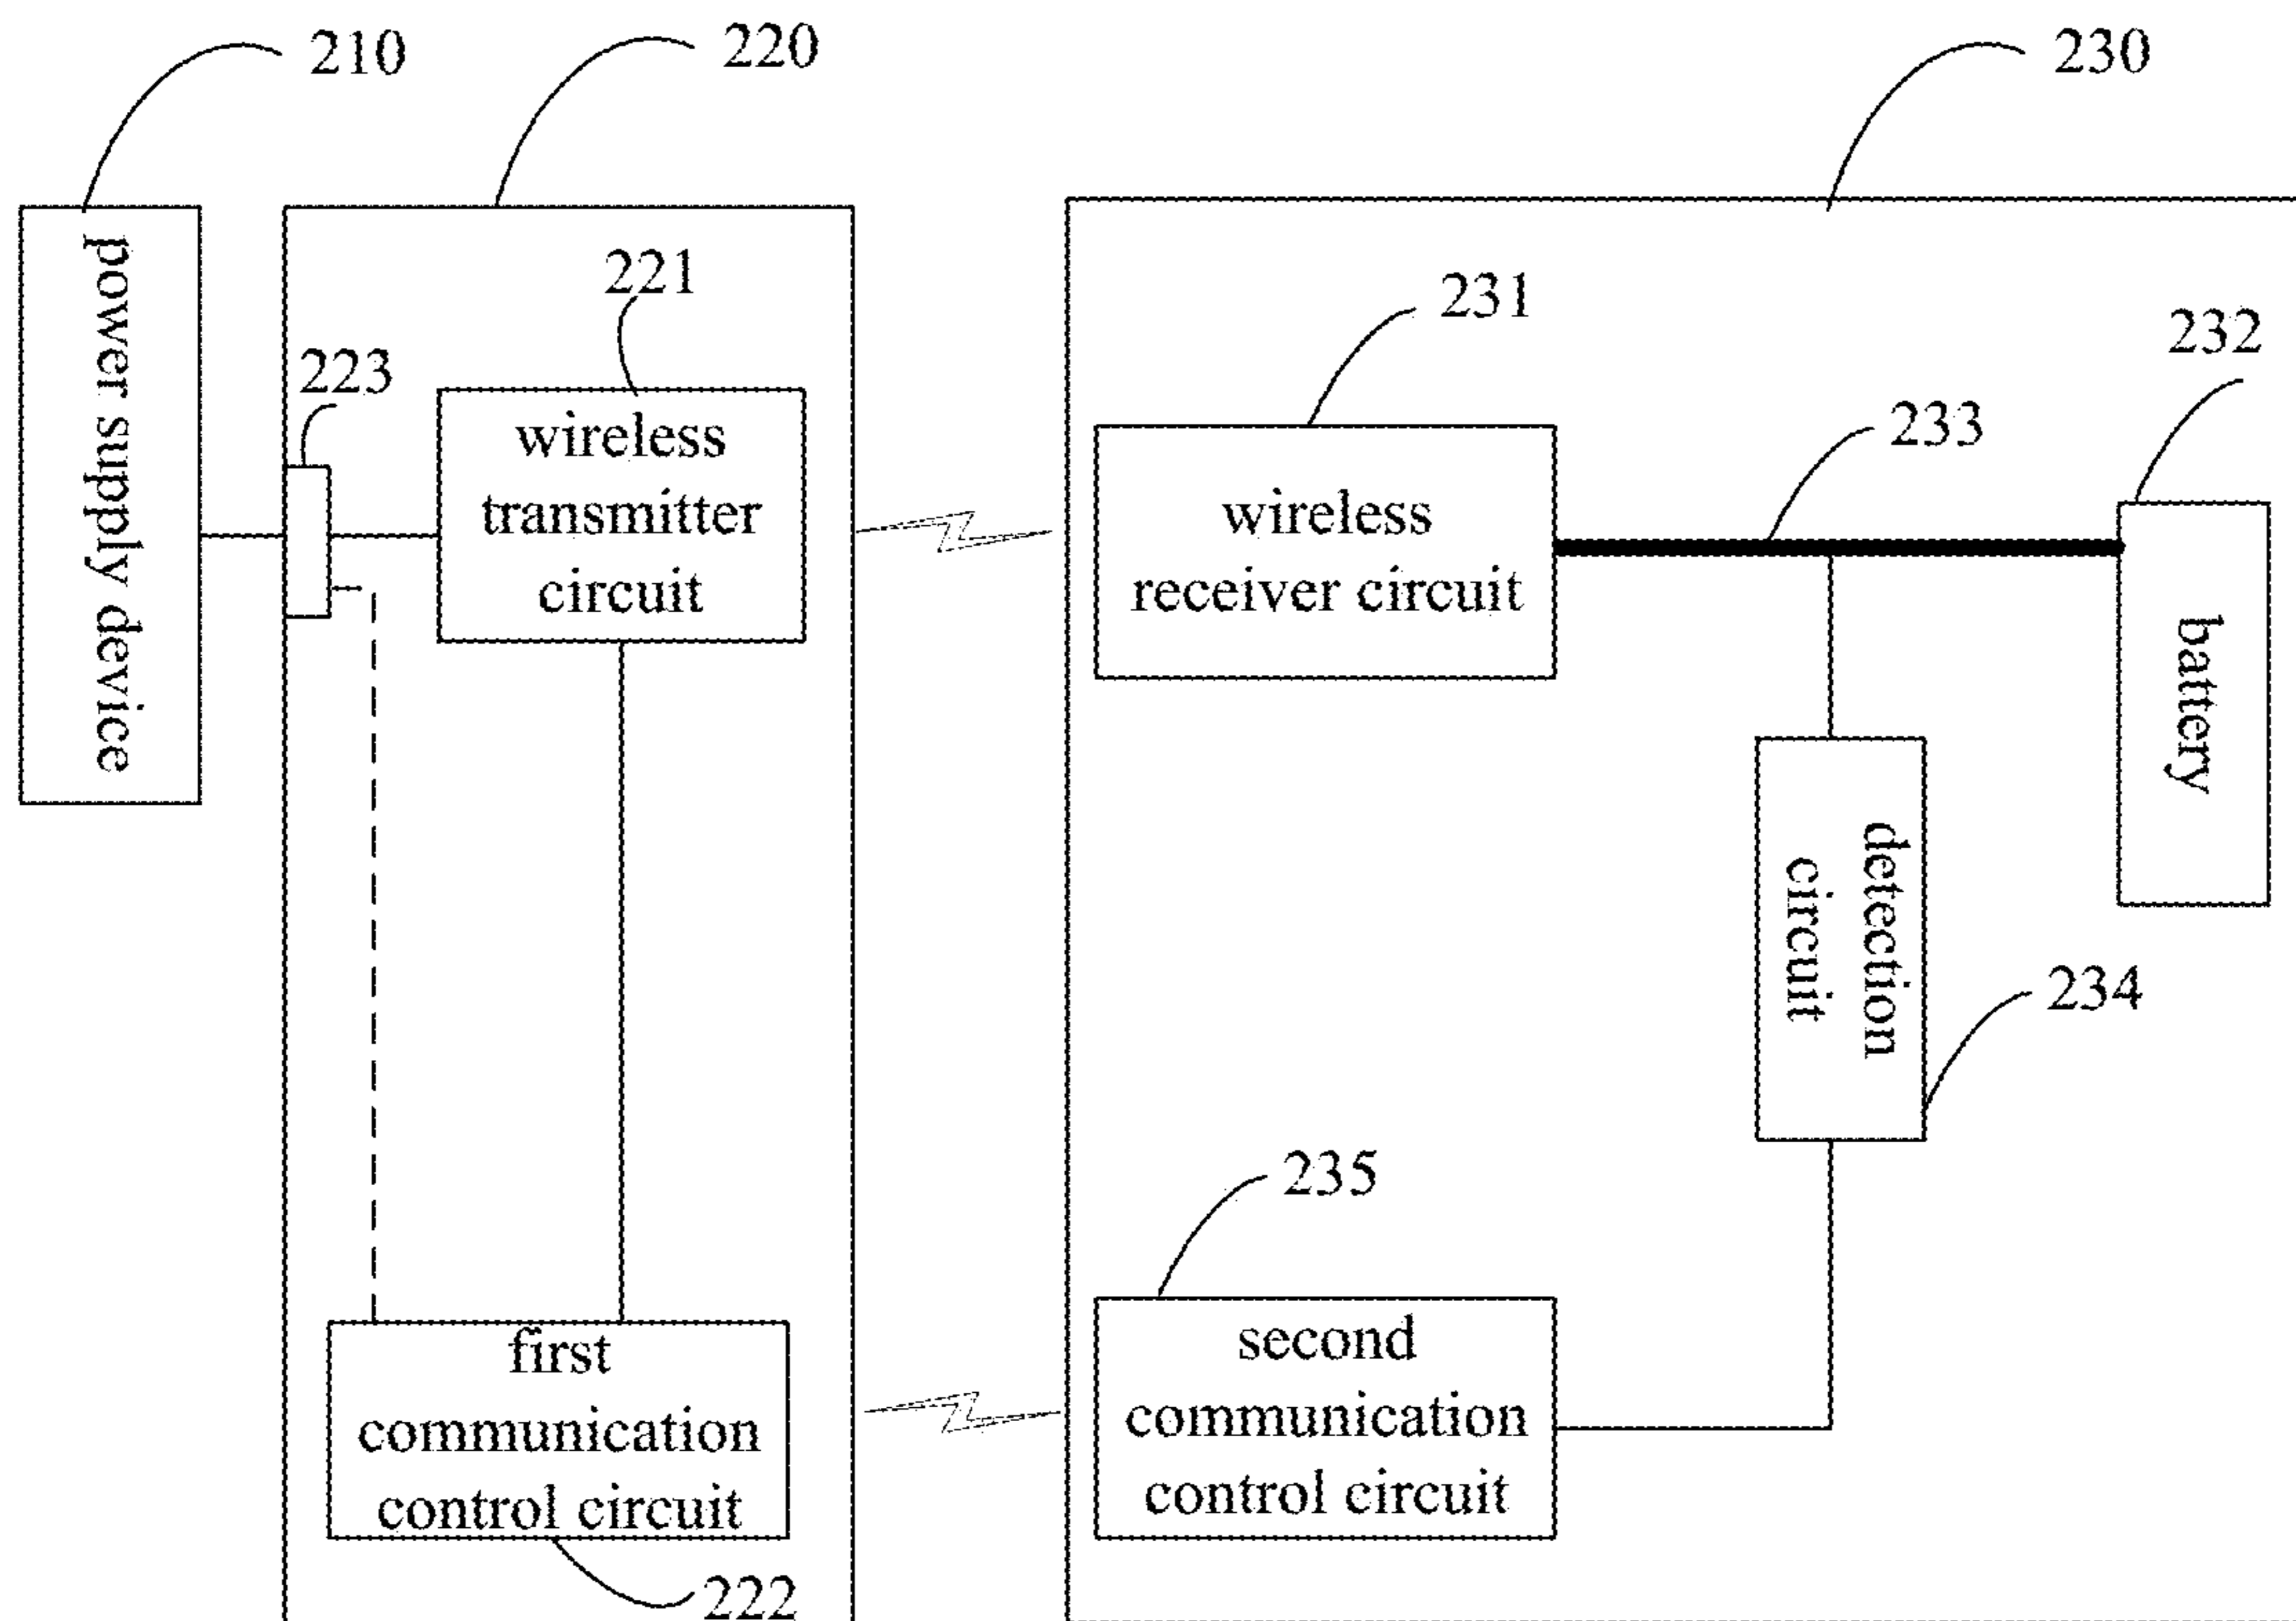 210
220
230
power supply device
221
wireless
transmitter
circuit
223
231
wireless
receiver circuit
233
232
battery
detection
circuit
234
235
first
communication
control circuit
222
second
communication
control circuit